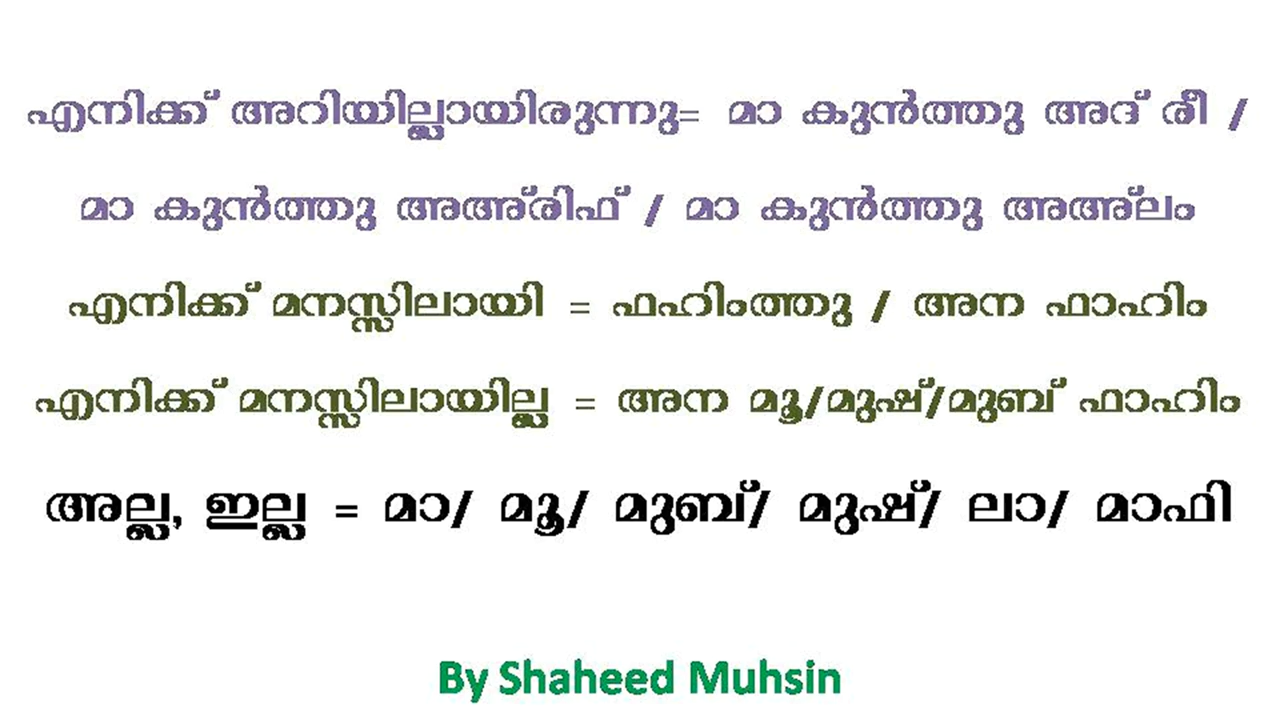 എനിക്ക് അറിയില്ലായിരുന്നു= മാ കുൻത്തു അദ് രീ /
മാ കുൻത്തു അഅ്രിഫ് / മാ കുൻത്തു അഅ്ലം
എനിക്ക് മനസ്സിലായി = ഫഹിംത്തു / അന ഫാഹിം
എനിക്ക് മനസ്സിലായില്ല = അന മൂ/മുഷ്/മുബ് ഫാഹിം
അല്ല, ഇല്ല = മാ/ മൂ/ മുബ്/ മുഷ്/ ലാ/ മാഫി
By Shaheed Muhsin